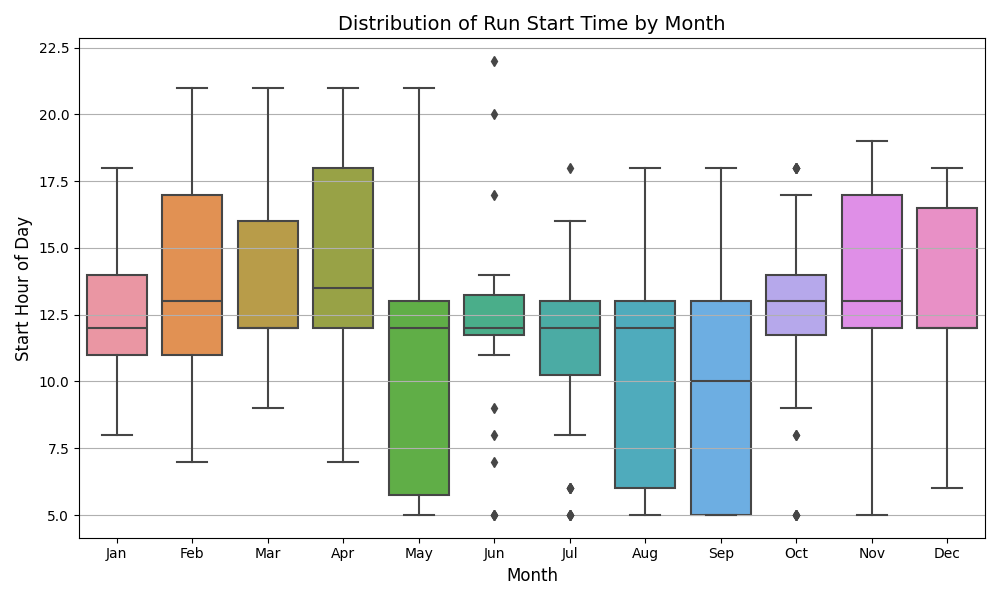 Distribution of Run Start Time by Month
Start Hour of Day
22.5
20.0
17.5
15.0
12.5
10.0
7.5
5.0
Jan Feb Mar Apr May Jun Jul Aug Sep Oct Nov Dec
Month